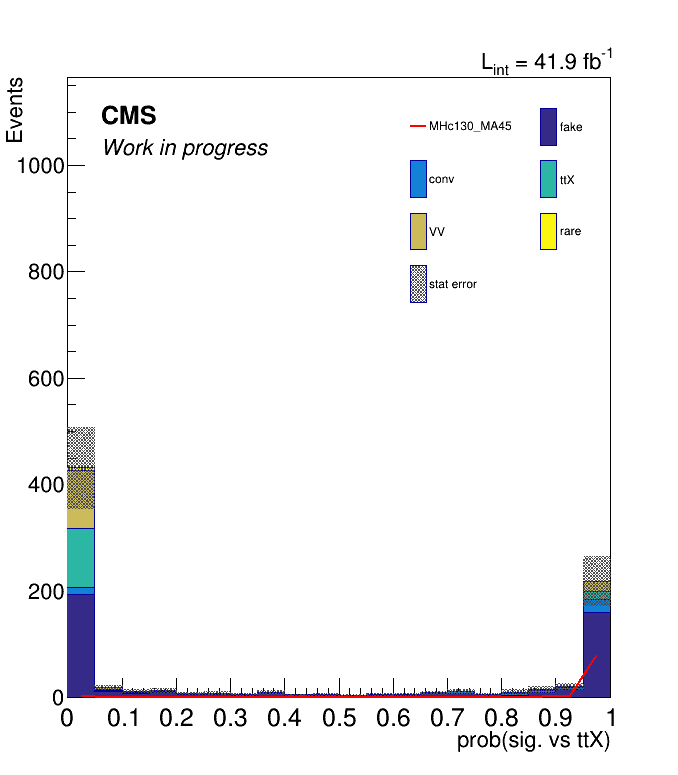 L_int = 41.9 fb^-1
Events
CMS
Work in progress
MHc130_MA45
fake
conv
ttX
VV
rare
stat error
1000
800
600
400
200
0
0 0.1 0.2 0.3 0.4 0.5 0.6 0.7 0.8 0.9 1
prob(sig. vs ttX)